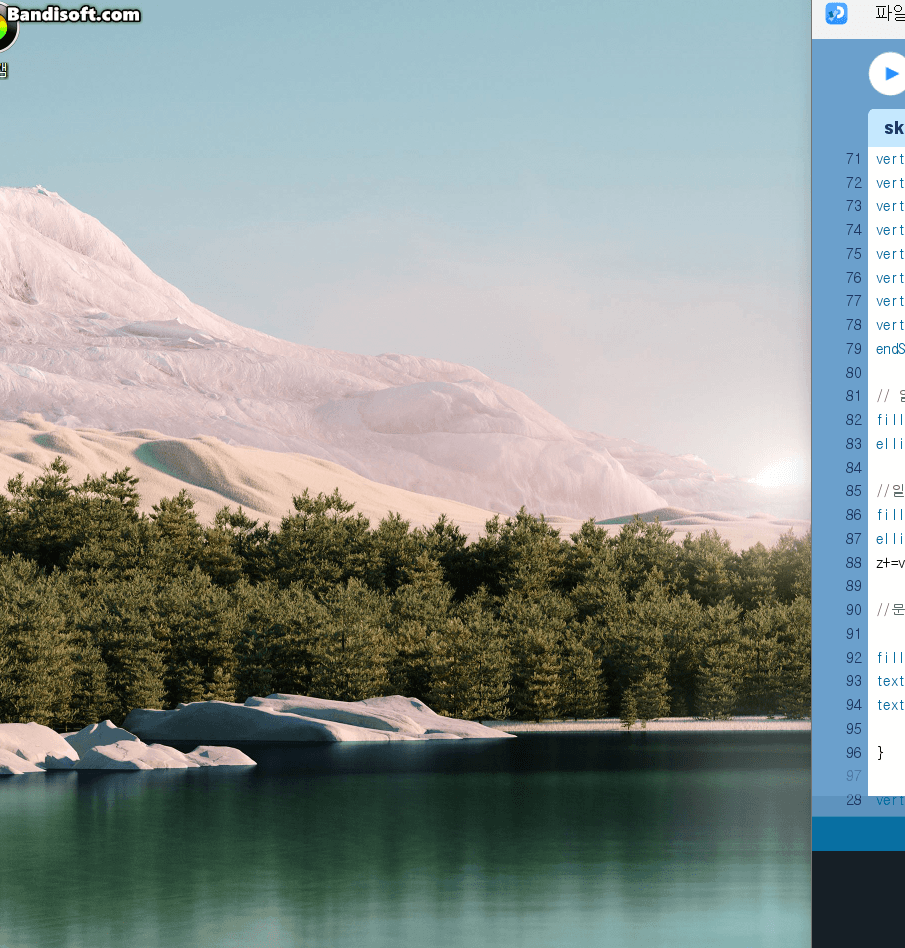 Bandisoft.com
파일
sk
71 vert
72 vert
73 vert
74 vert
75 vert
76 vert
77 vert
78 vert
79 endS
80
81 //
82 fill
83 elli
84
85 //일
86 fill
87 elli
88 z+=v
89
90 //문
91
92 fill
93 text
94 text
95
96 }
97
28 vert